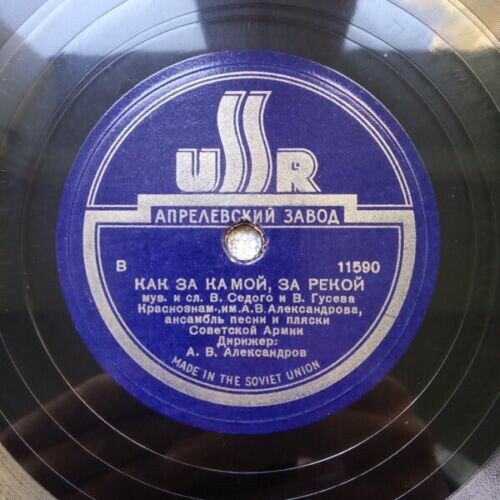 USSR
АПРЕЛЕВСКИЙ ЗАВОД
В 11590
КАК ЗА КАМОЙ, ЗА РЕКОЙ
муз. и сл. В. Седого и В. Гусева
Краснознам., им. А.В. Александрова,
ансамбль песни и пляски
Советской Армии
Дирижер:
А. В. Александров
MADE IN THE SOVIET UNION